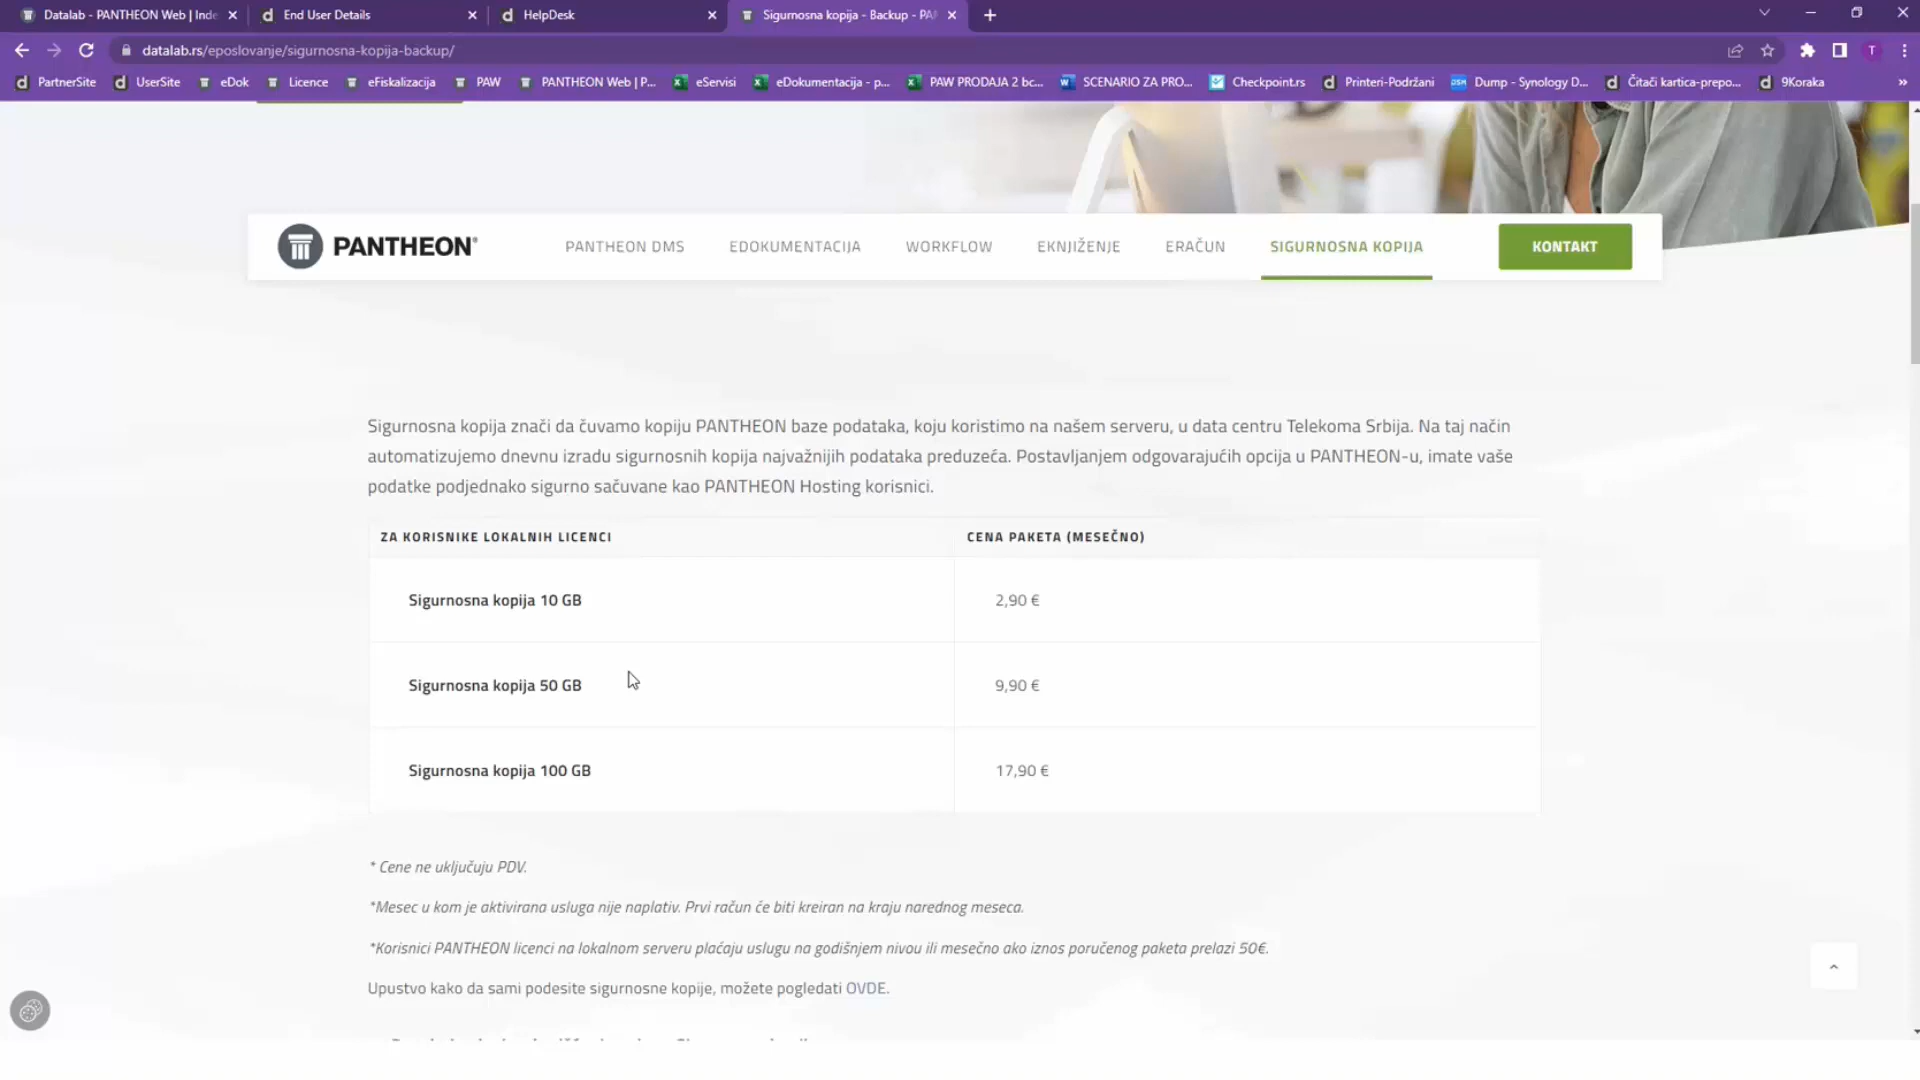 Datalab - PANTHEON Web | Inde
End User Details
HelpDesk
Sigurnosna kopija - Backup - PAN
datalab.rs/eposlovanje/sigurnosna-kopija-backup/
T
PartnerSite
UserSite
eDok
Licence
eFiskalizacija
PAW
PANTHEON Web | P...
eServisi
eDokumentacija - p...
PAW PRODAJA 2 bc...
SCENARIO ZA PRO...
Checkpoint.rs
Printeri-Podržani
Dump - Synology D...
Čitači kartica-prepo...
9Koraka
»
PANTHEON®
PANTHEON DMS
EDOKUMENTACIJA
WORKFLOW
EKNJIŽENJE
ERAČUN
SIGURNOSNA KOPIJA
KONTAKT
Sigurnosna kopija znači da čuvamo kopiju PANTHEON baze podataka, koju koristimo na našem serveru, u data centru Telekoma Srbija. Na taj način
automatizujemo dnevnu izradu sigurnosnih kopija najvažnijih podataka preduzeća. Postavljanjem odgovarajućih opcija u PANTHEON-u, imate vaše
podatke podjednako sigurno sačuvane kao PANTHEON Hosting korisnici.
ZA KORISNIKE LOKALNIH LICENCI
CENA PAKETA (MESEČNO)
Sigurnosna kopija 10 GB
2,90 €
Sigurnosna kopija 50 GB
9,90 €
Sigurnosna kopija 100 GB
17,90 €
* Cene ne uključuju PDV.
*Mesec u kom je aktivirana usluga nije naplativ. Prvi račun će biti kreiran na kraju narednog meseca.
*Korisnici PANTHEON licenci na lokalnom serveru plaćaju uslugu na godišnjem nivou ili mesečno ako iznos poručenog paketa prelazi 50€.
Upustvo kako da sami podesite sigurnosne kopije, možete pogledati OVDE.